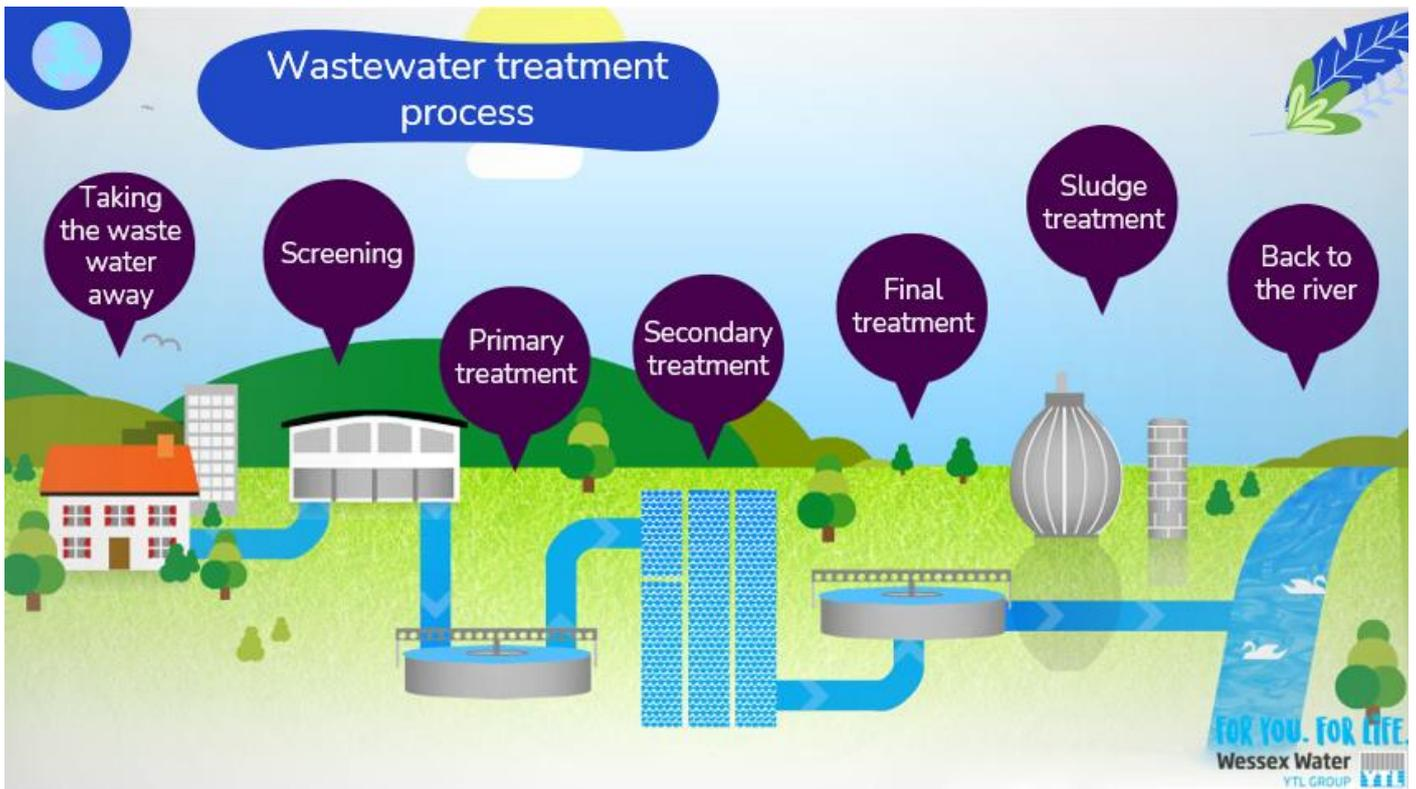 Wastewater treatment
process
Taking
the waste
water
away
Screening
Primary
treatment
Secondary
treatment
Final
treatment
Sludge
treatment
Back to
the river
FOR YOU. FOR LIFE.
Wessex Water
YTL GROUP
YTL